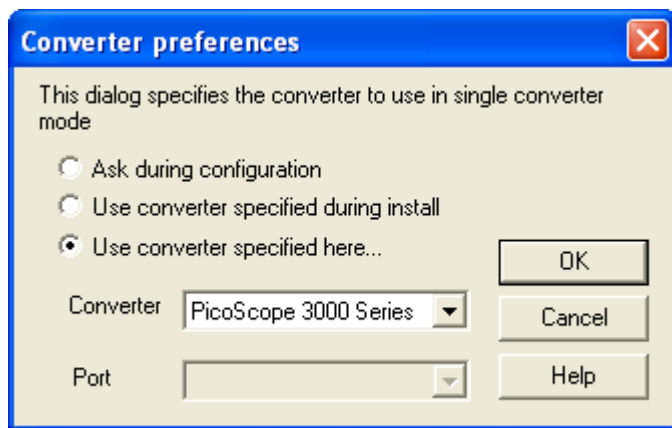 Converter preferences
This dialog specifies the converter to use in single converter
mode
Ask during configuration
Use converter specified during install
Use converter specified here...
OK
Converter PicoScope 3000 Series
Cancel
Port
Help